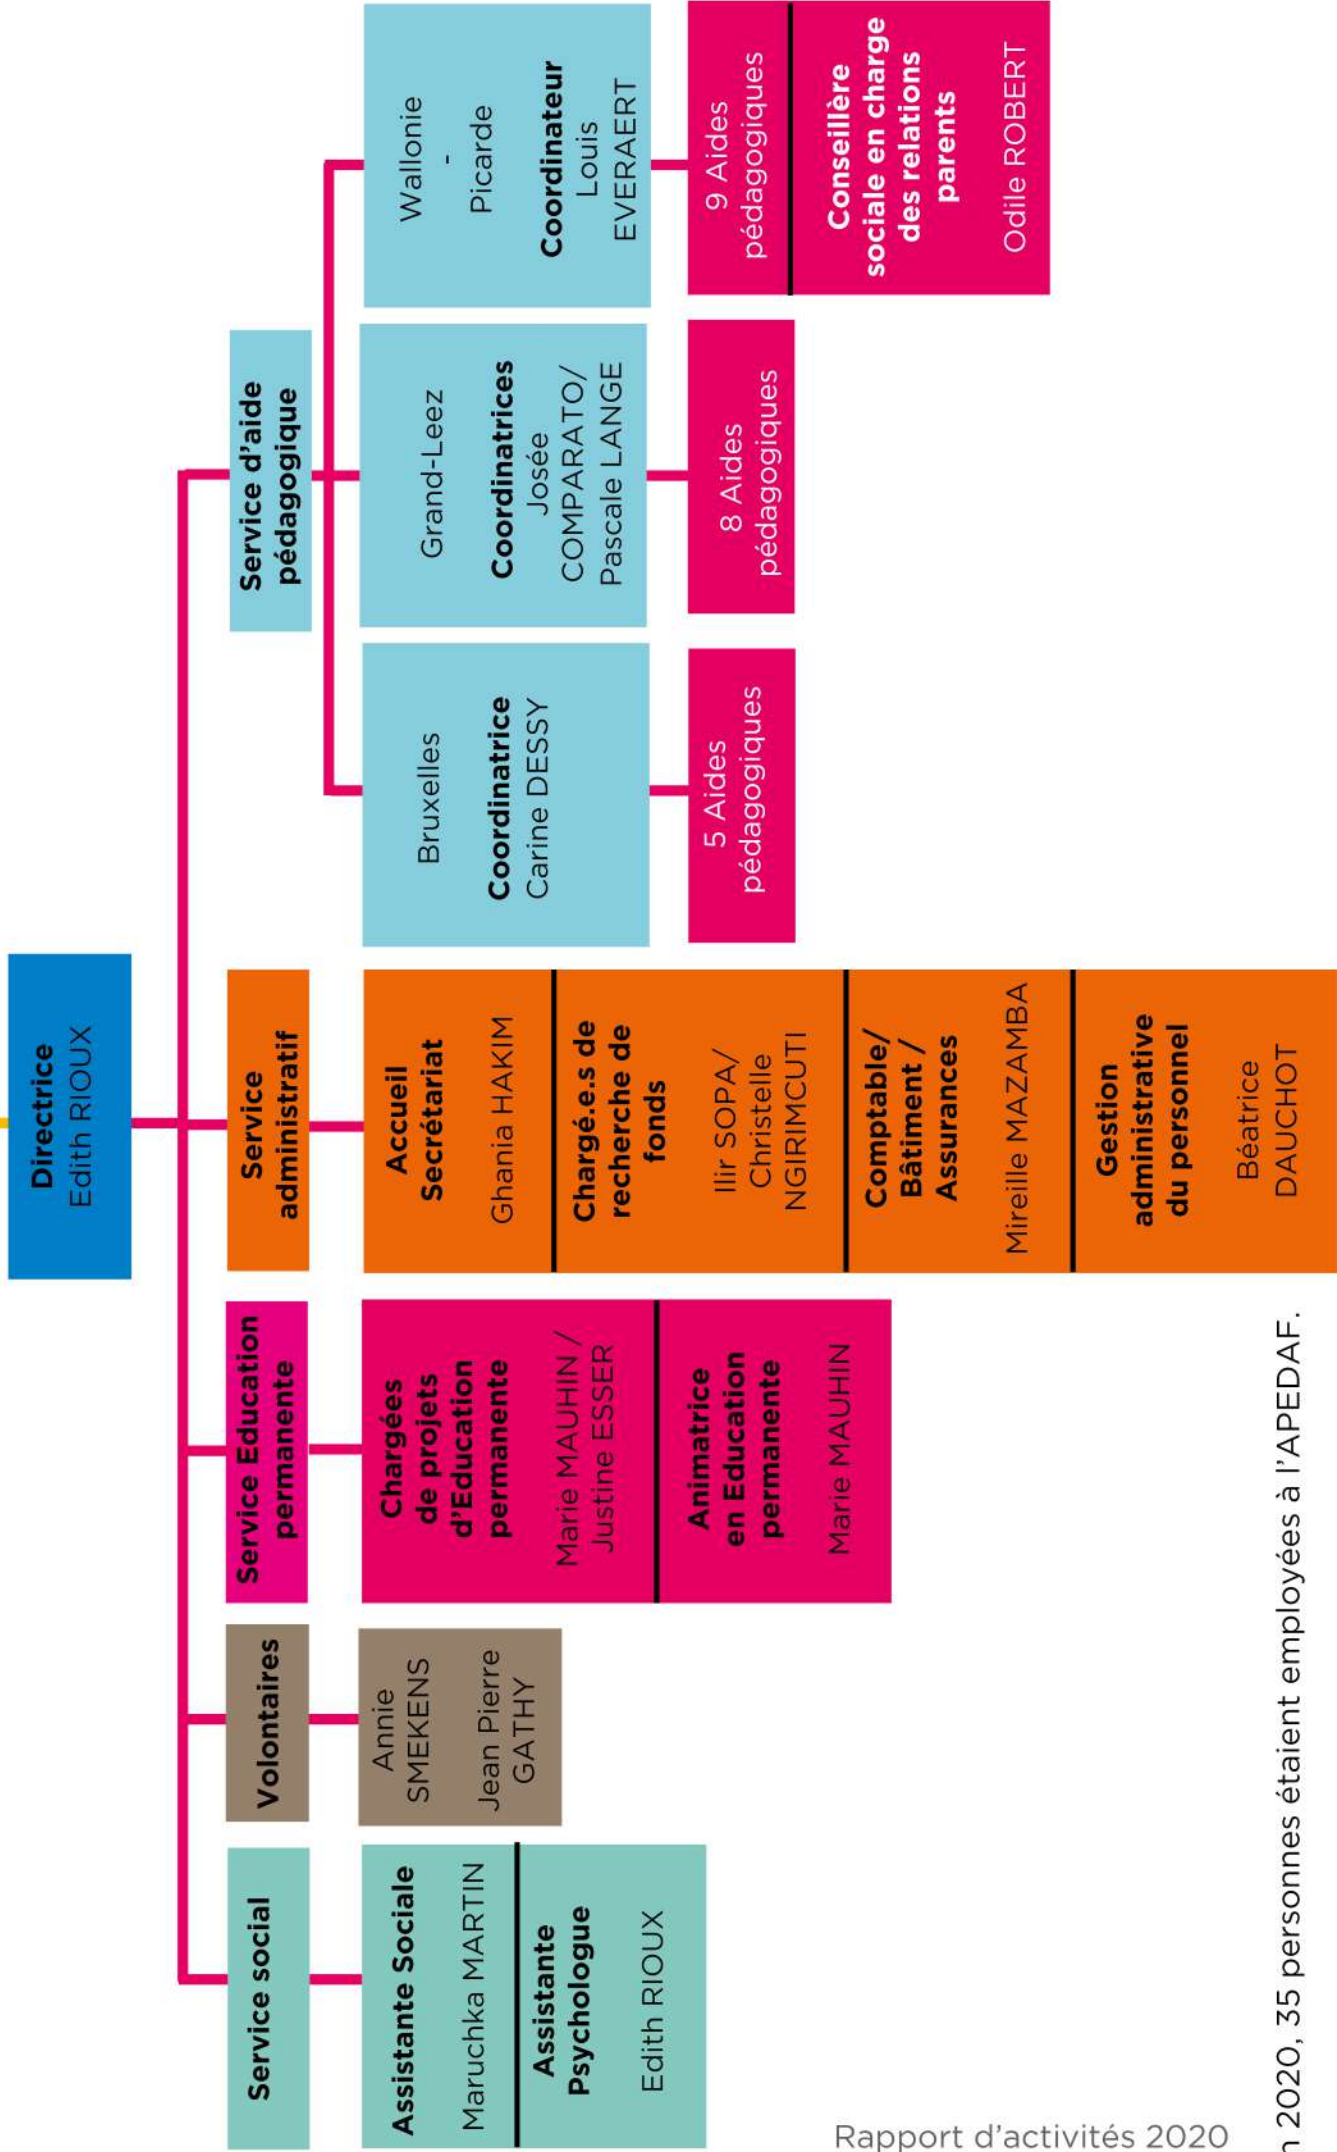 Directrice
Edith RIOUX
Service social
Assistante Sociale
Maruchka MARTIN
Assistante
Psychologue
Edith RIOUX
Volontaires
Annie
SMEKENS
Jean Pierre
GATHY
Service Education
permanente
Chargées
de projets
d'Education
permanente
Marie MAUHIN /
Justine ESSER
Animatrice
en Education
permanente
Marie MAUHIN
Service
administratif
Accueil
Secrétariat
Ghania HAKIM
Chargé.e.s de
recherche de
fonds
Ilir SOPA/
Christelle
NGIRIMCUTI
Comptable/
Bâtiment /
Assurances
Mireille MAZAMBA
Gestion
administrative
du personnel
Béatrice
DAUCHOT
Service d'aide
pédagogique
Bruxelles
Coordinatrice
Carine DESSY
5 Aides
pédagogiques
Grand-Leez
Coordinatrices
Josée
COMPARATO/
Pascale LANGE
8 Aides
pédagogiques
Wallonie
-
Picarde
Coordinateur
Louis
EVERAERT
9 Aides
pédagogiques
Conseillère
sociale en charge
des relations
parents
Odile ROBERT
n 2020, 35 personnes étaient employées à l'APEDAF.
Rapport d'activités 2020